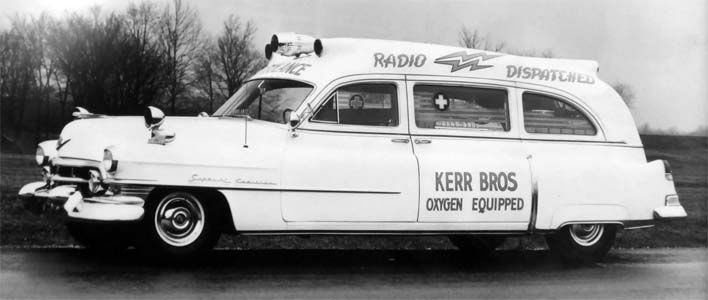 RADIO DISPATCHED
KERR BROS
OXYGEN EQUIPPED